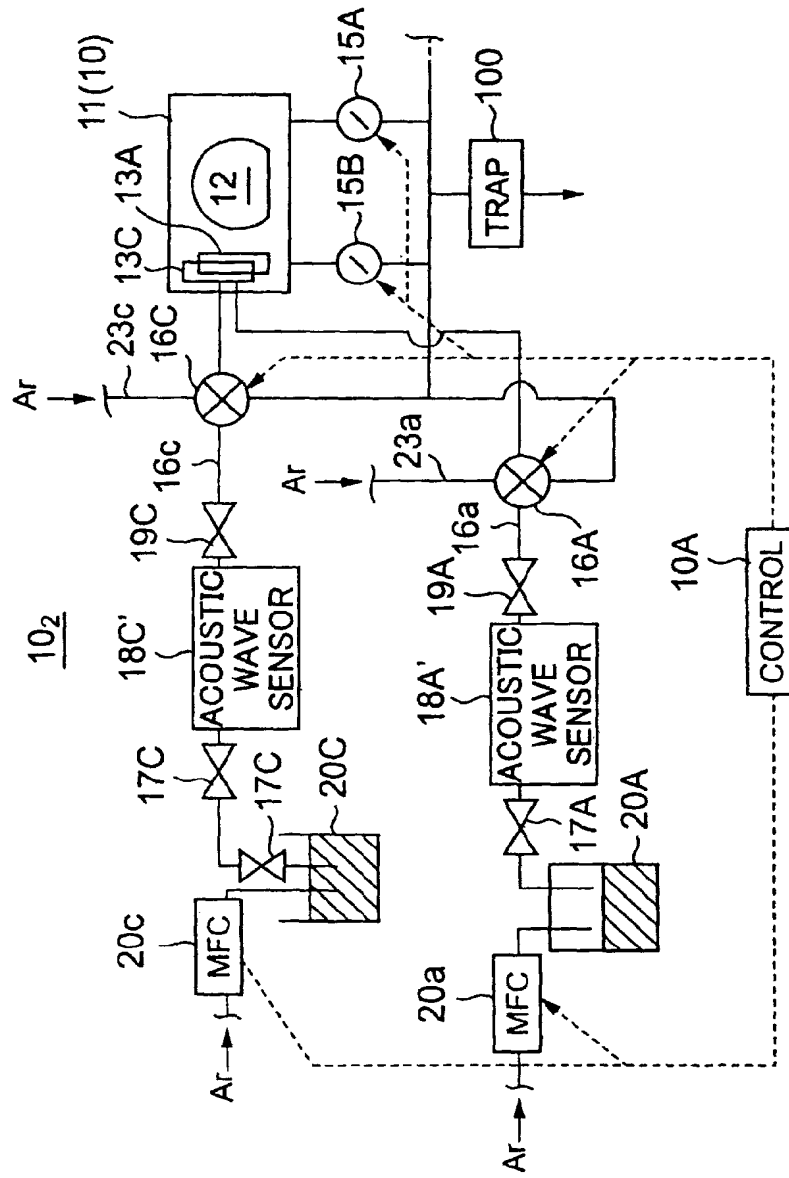 10₂
11(10)
13A
13C
12
15A
15B
100
TRAP
23c
16C
Ar
16c
19C
18C'
ACOUSTIC
WAVE
SENSOR
17C
17C
20C
20c
MFC
Ar
Ar
23a
16a
16A
19A
18A'
ACOUSTIC
WAVE
SENSOR
17A
20A
20a
MFC
Ar
10A
CONTROL